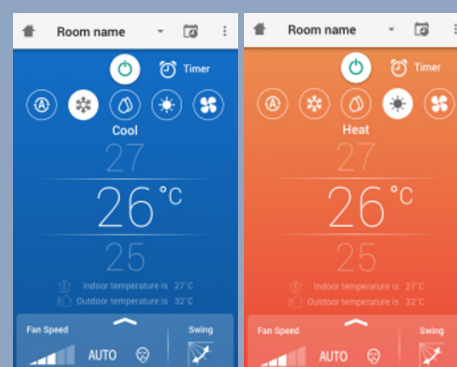 Room name
Timer
A
Cool
27
26°C
25
Indoor temperature is 27°C
Outdoor temperature is 32°C
Fan Speed
Swing
AUTO
Room name
Timer
A
Heat
27
26°C
25
Indoor temperature is 27°C
Outdoor temperature is 32°C
Fan Speed
Swing
AUTO